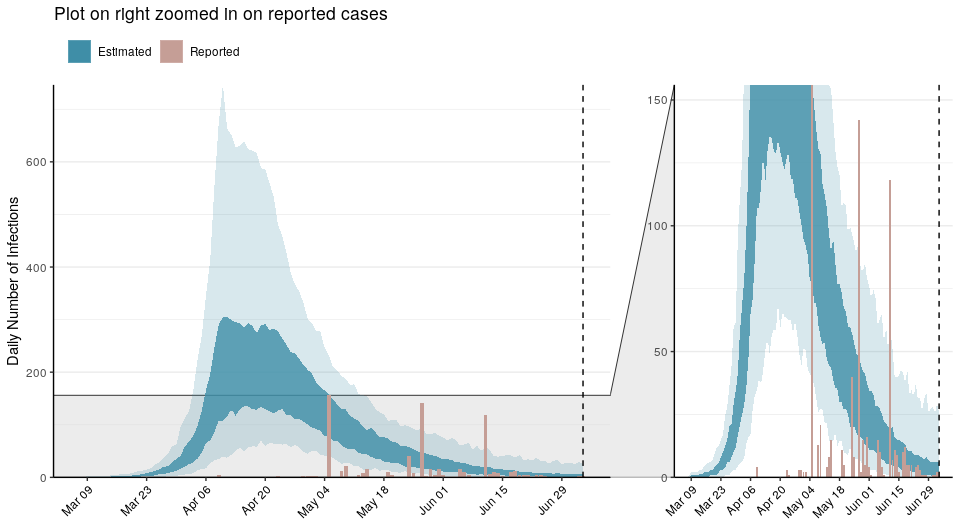 Plot on right zoomed in on reported cases
Estimated
Reported
Daily Number of Infections
600
400
200
0
Mar 09
Mar 23
Apr 06
Apr 20
May 04
May 18
Jun 01
Jun 15
Jun 29
150
100
50
0
Mar 09
Mar 23
Apr 06
Apr 20
May 04
May 18
Jun 01
Jun 15
Jun 29